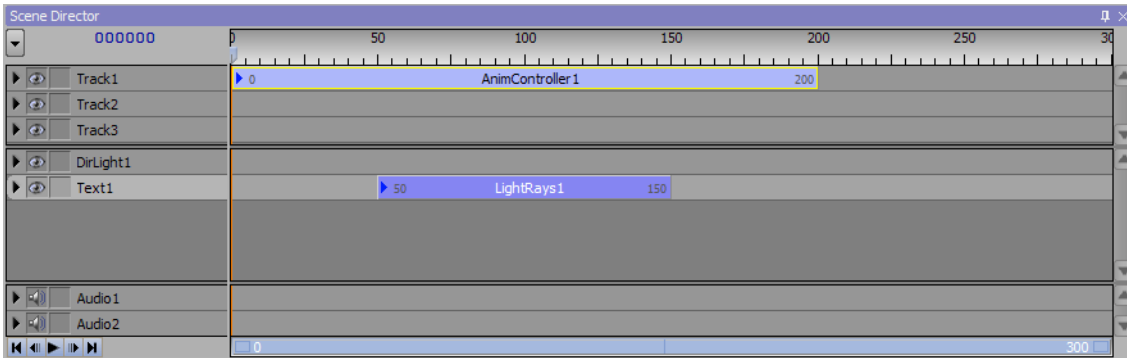 Scene Director
000000
0 50 100 150 200 250 30
Track1 0 AnimController1 200
Track2
Track3
DirLight1
Text1 50 LightRays1 150
Audio1
Audio2
0 300